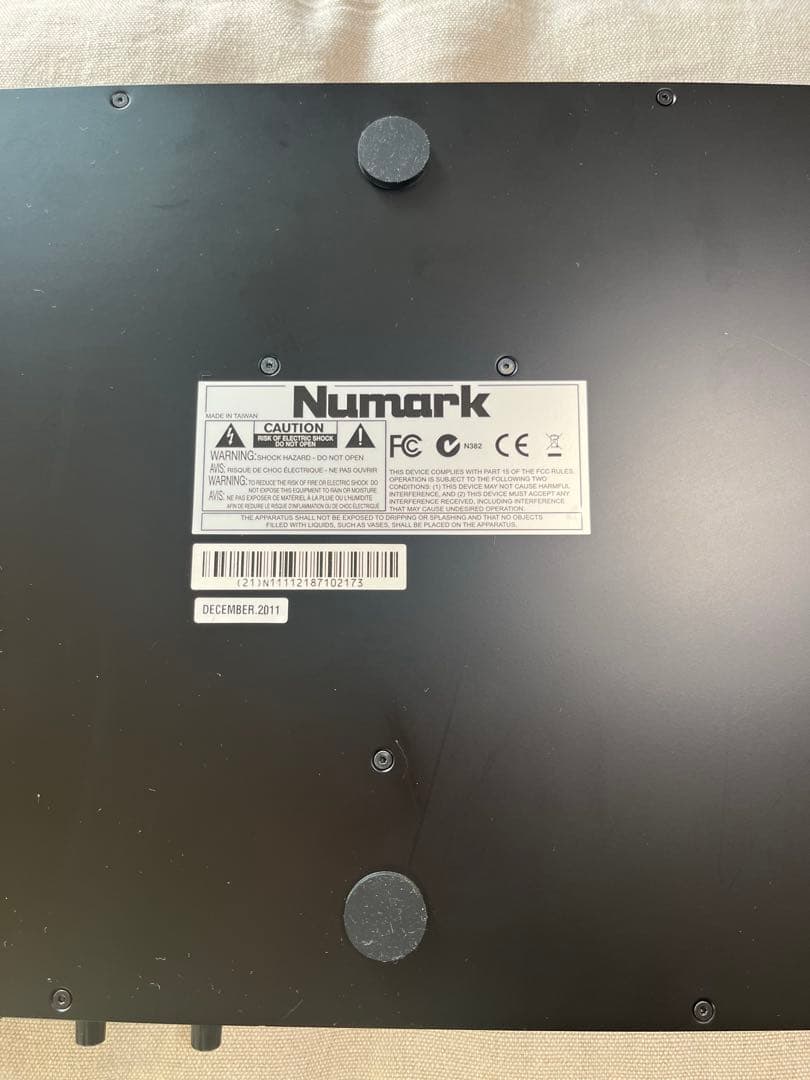 Numark
MADE IN TAIWAN
CAUTION
RISK OF ELECTRIC SHOCK
DO NOT OPEN
WARNING: SHOCK HAZARD - DO NOT OPEN
AVIS: RISQUE DE CHOC ÉLECTRIQUE - NE PAS OUVRIR
WARNING: TO REDUCE THE RISK OF FIRE OR ELECTRIC SHOCK DO
NOT EXPOSE THIS EQUIPMENT TO RAIN OR MOISTURE
AVIS: NE PAS EXPOSER CE MATÉRIEL À LA PLUIE OU L'HUMIDITÉ
AFIN DE RÉDUIRE LE RISQUE D'INFLAMMATION OU DE CHOC ÉLECTRIQUE
FC N382 CE
THIS DEVICE COMPLIES WITH PART 15 OF THE FCC RULES.
OPERATION IS SUBJECT TO THE FOLLOWING TWO
CONDITIONS: (1) THIS DEVICE MAY NOT CAUSE HARMFUL
INTERFERENCE, AND (2) THIS DEVICE MUST ACCEPT ANY
INTERFERENCE RECEIVED, INCLUDING INTERFERENCE
THAT MAY CAUSE UNDESIRED OPERATION.
THE APPARATUS SHALL NOT BE EXPOSED TO DRIPPING OR SPLASHING AND THAT NO OBJECTS
FILLED WITH LIQUIDS, SUCH AS VASES, SHALL BE PLACED ON THE APPARATUS.
(21)N11112187102173
DECEMBER.2011